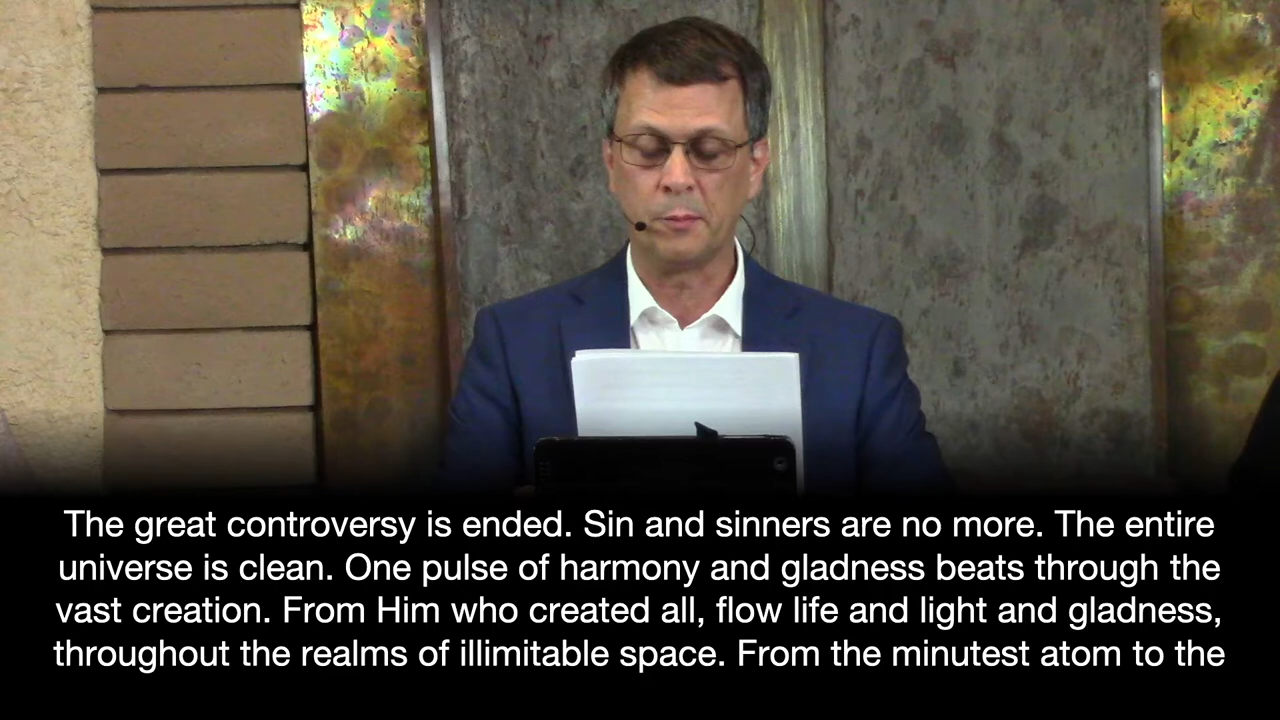 The great controversy is ended. Sin and sinners are no more. The entire
universe is clean. One pulse of harmony and gladness beats through the
vast creation. From Him who created all, flow life and light and gladness,
throughout the realms of illimitable space. From the minutest atom to the